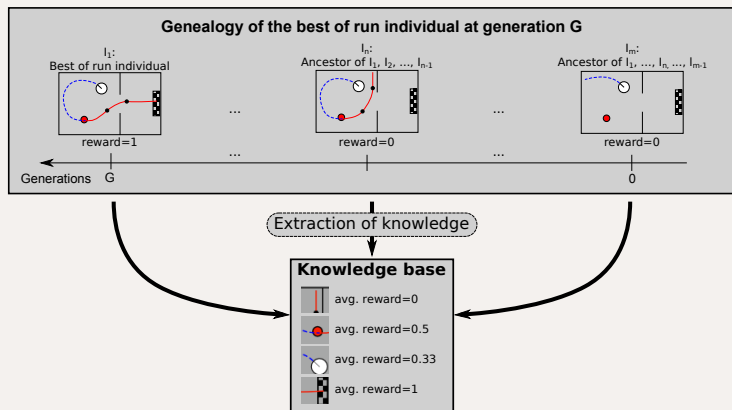 Genealogy of the best of run individual at generation G
I1:
Best of run individual
In:
Ancestor of I1, I2, ..., In-1
Im:
Ancestor of I1, ..., In, ..., Im-1
... ...
reward=1 reward=0 reward=0
... ...
Generations G 0
Extraction of knowledge
Knowledge base
avg. reward=0
avg. reward=0.5
avg. reward=0.33
avg. reward=1